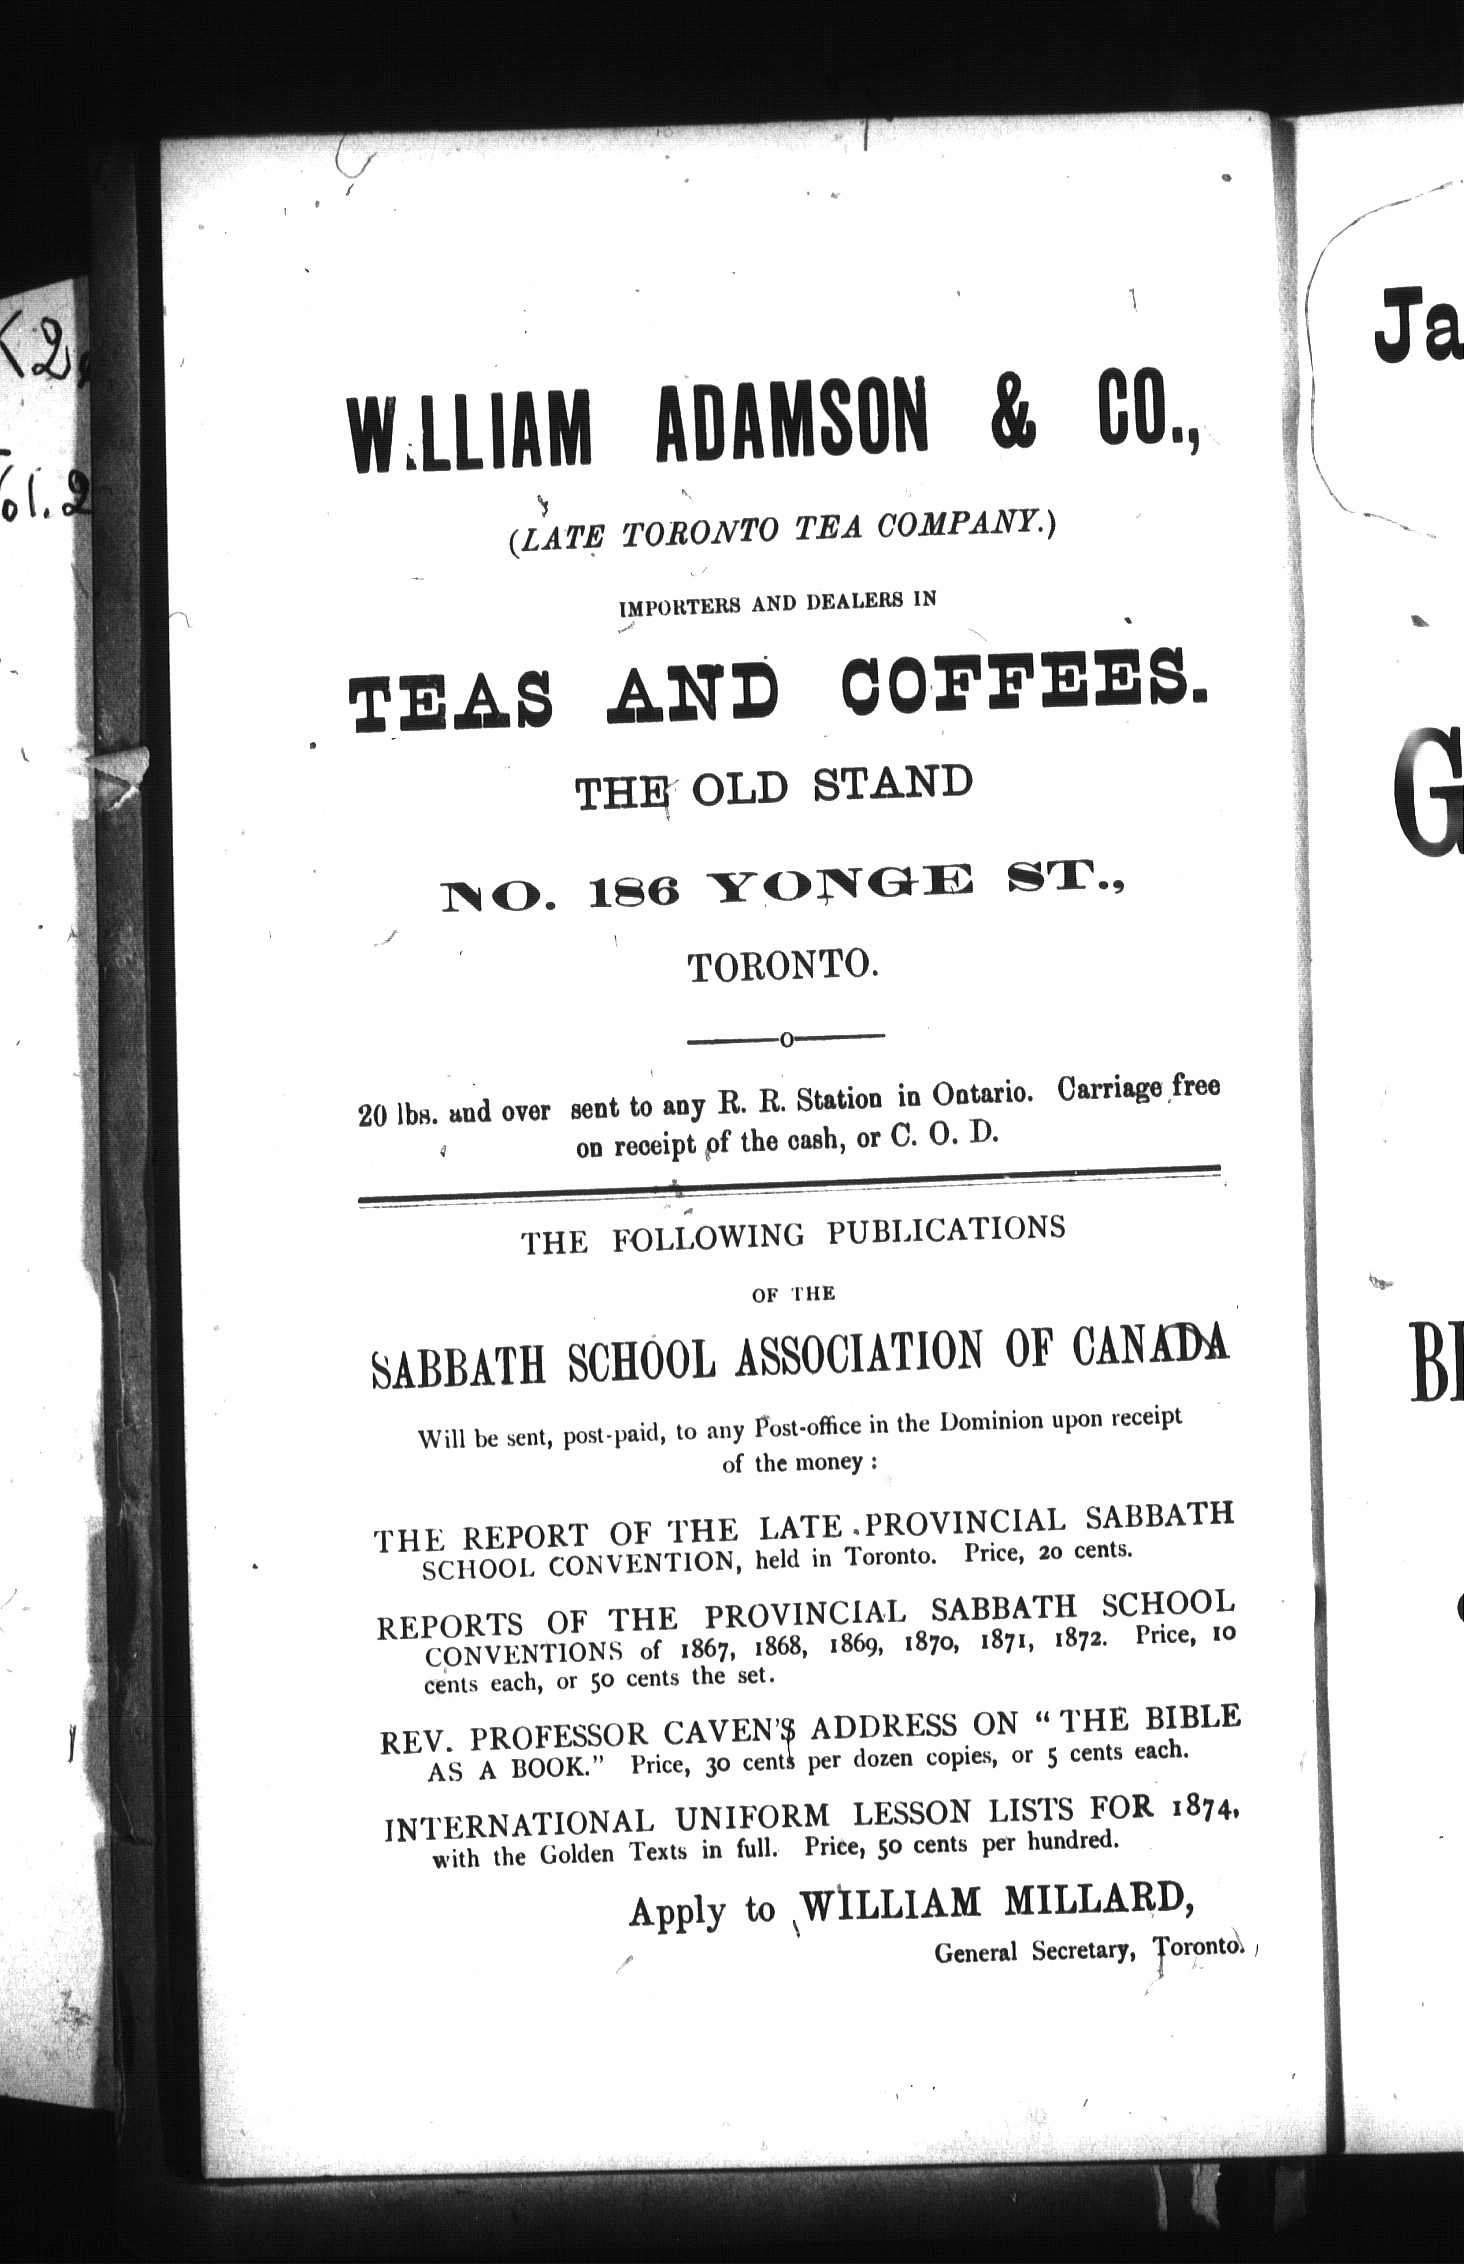 WILLIAM ADAMSON & CO.,
(LATE TORONTO TEA COMPANY.)
IMPORTERS AND DEALERS IN
TEAS AND COFFEES.
THE OLD STAND
NO. 186 YONGE ST.,
TORONTO.
20 lbs. and over sent to any R. R. Station in Ontario. Carriage free
on receipt of the cash, or C. O. D.
THE FOLLOWING PUBLICATIONS
OF THE
SABBATH SCHOOL ASSOCIATION OF CANADA
Will be sent, post-paid, to any Post-office in the Dominion upon receipt
of the money :
THE REPORT OF THE LATE PROVINCIAL SABBATH
SCHOOL CONVENTION, held in Toronto. Price, 20 cents.
REPORTS OF THE PROVINCIAL SABBATH SCHOOL
CONVENTIONS of 1867, 1868, 1869, 1870, 1871, 1872. Price, 10
cents each, or 50 cents the set.
REV. PROFESSOR CAVEN'S ADDRESS ON “ THE BIBLE
AS A BOOK.” Price, 30 cents per dozen copies, or 5 cents each.
INTERNATIONAL UNIFORM LESSON LISTS FOR 1874,
with the Golden Texts in full. Price, 50 cents per hundred.
Apply to WILLIAM MILLARD,
General Secretary, Toronto.